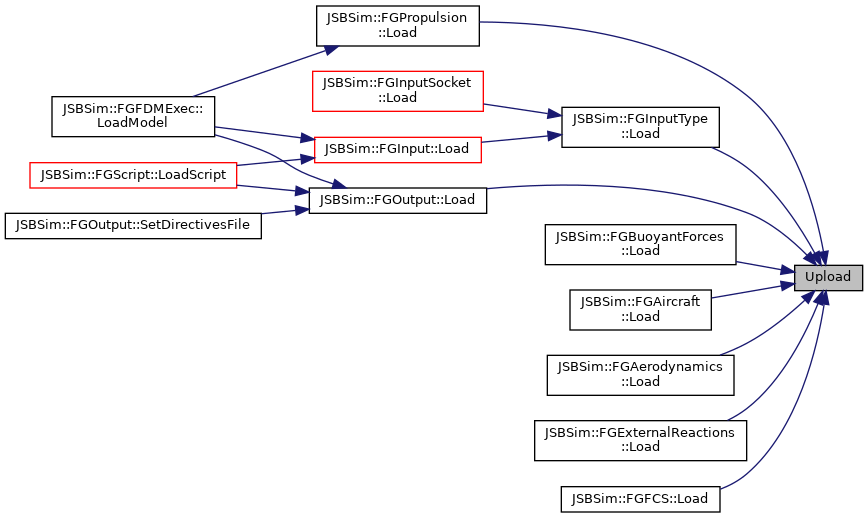 JSBSim::FGPropulsion
::Load
JSBSim::FGInputSocket
::Load
JSBSim::FGFDMExec::
LoadModel
JSBSim::FGInputType
::Load
JSBSim::FGInput::Load
JSBSim::FGScript::LoadScript
JSBSim::FGOutput::Load
JSBSim::FGOutput::SetDirectivesFile
JSBSim::FGBuoyantForces
::Load
Upload
JSBSim::FGAircraft
::Load
JSBSim::FGAerodynamics
::Load
JSBSim::FGExternalReactions
::Load
JSBSim::FGFCS::Load